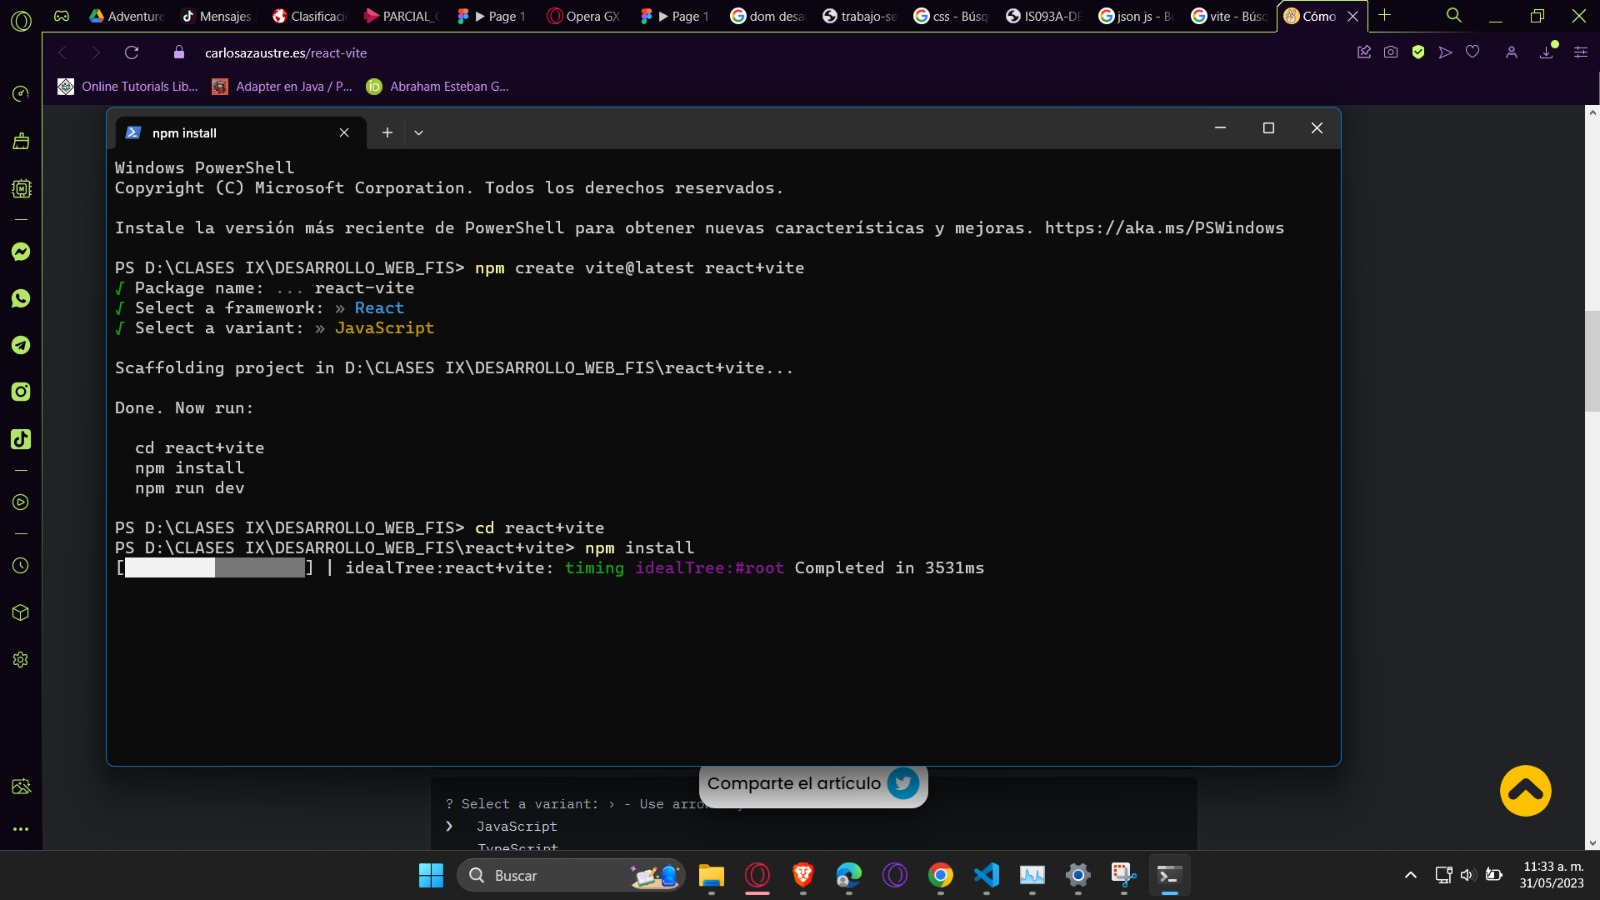 Adventure
Mensajes
Clasificaci
PARCIAL_
Page 1
Opera GX
Page 1
dom desa
trabajo-se
css - Búsq
IS093A-DE
json js - B
vite - Búsq
Cómo
carlosazaustre.es/react-vite
Online Tutorials Lib...
Adapter en Java / P...
Abraham Esteban G...
npm install
Windows PowerShell
Copyright (C) Microsoft Corporation. Todos los derechos reservados.
Instale la versión más reciente de PowerShell para obtener nuevas características y mejoras. https://aka.ms/PSWindows
PS D:\CLASES IX\DESARROLLO_WEB_FIS> npm create vite@latest react+vite
√ Package name: ... react-vite
√ Select a framework: » React
√ Select a variant: » JavaScript
Scaffolding project in D:\CLASES IX\DESARROLLO_WEB_FIS\react+vite...
Done. Now run:
cd react+vite
npm install
npm run dev
PS D:\CLASES IX\DESARROLLO_WEB_FIS> cd react+vite
PS D:\CLASES IX\DESARROLLO_WEB_FIS\react+vite> npm install
[ ] | idealTree:react+vite: timing idealTree:#root Completed in 3531ms
Comparte el artículo
? Select a variant: › - Use arro
❯ JavaScript
TypeScript
Buscar
11:33 a. m.
31/05/2023